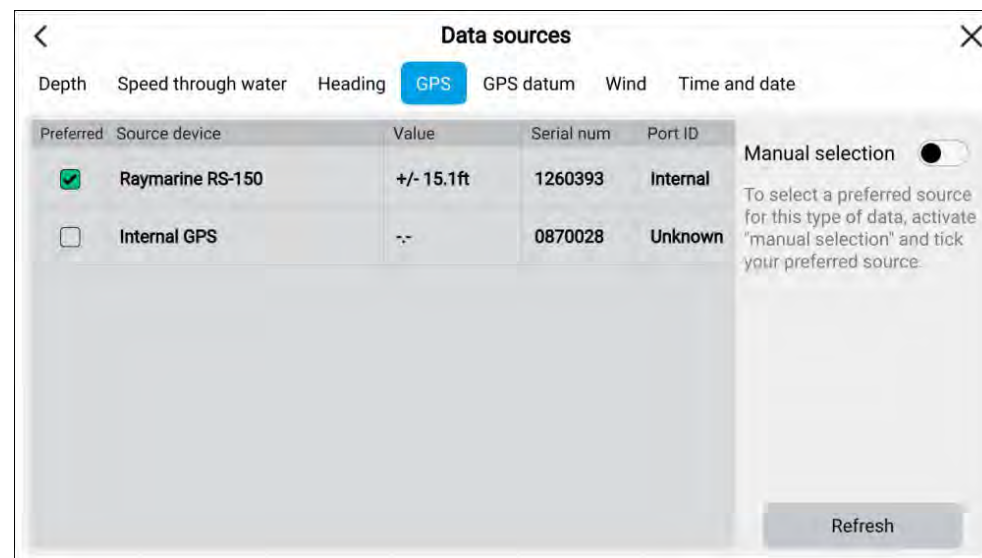 Data sources
Depth Speed through water Heading GPS GPS datum Wind Time and date
Preferred Source device Value Serial num Port ID
Raymarine RS-150 +/- 15.1ft 1260393 Internal
Internal GPS -.- 0870028 Unknown
Manual selection
To select a preferred source
for this type of data, activate
"manual selection" and tick
your preferred source.
Refresh